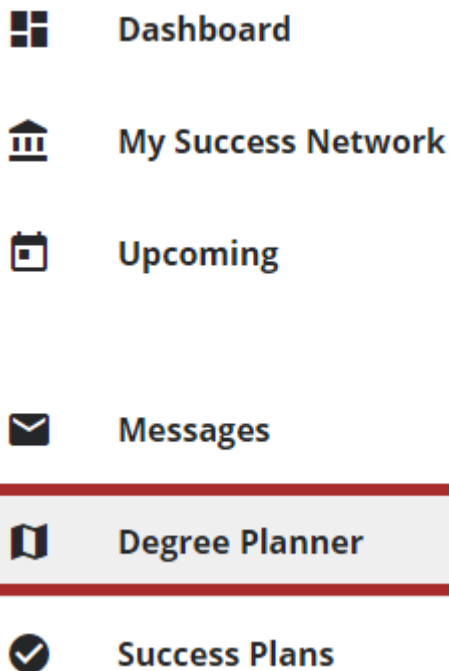 Dashboard
My Success Network
Upcoming
Messages
Degree Planner
Success Plans